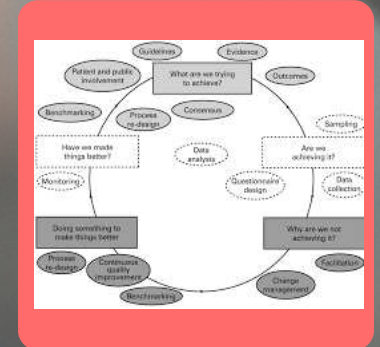 Guidelines
Evidence
Patient and public
involvement
What are we trying
to achieve?
Outcomes
Benchmarking
Process
re-design
Consensus
Sampling
Have we made
things better?
Data
analysis
Are we
achieving it?
Monitoring
Questionnaire
design
Data
collection
Doing something to
make things better
Why are we not
achieving it?
Process
re-design
Continuous
quality
improvement
Facilitation
Benchmarking
Change
management